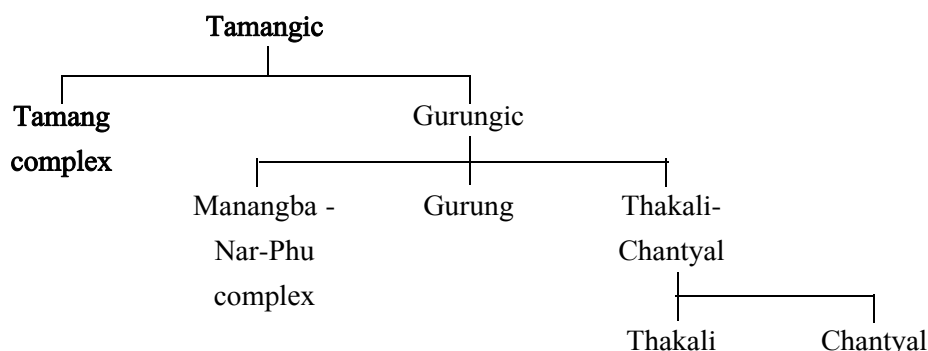 Tamangic
Tamang
complex
Gurungic
Manangba -
Nar-Phu
complex
Gurung
Thakali-
Chantyal
Thakali
Chantyal